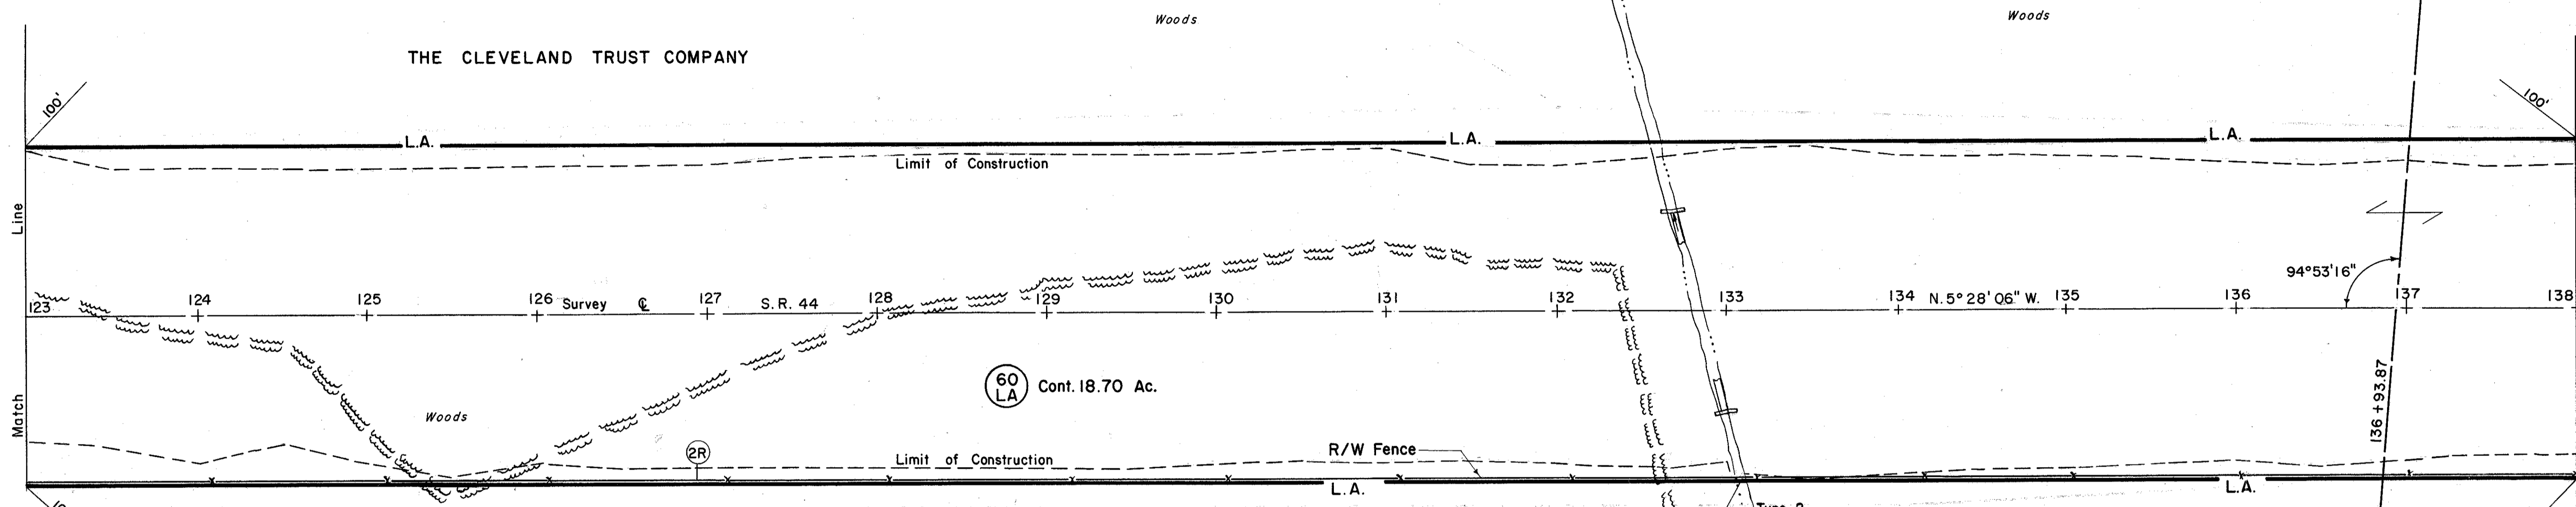 Woods
Woods
THE CLEVELAND TRUST COMPANY
100'
100'
L.A.
L.A.
L.A.
Limit of Construction
Line
94°53'16"
123 124 125 126 Survey ℄ 127 S.R. 44 128 129 130 131 132 133 134 N. 5° 28' 06" W. 135 136 137 138
136 + 93.87
60
LA
Cont. 18.70 Ac.
Woods
Match
2R
Limit of Construction
R/W Fence
L.A.
L.A.